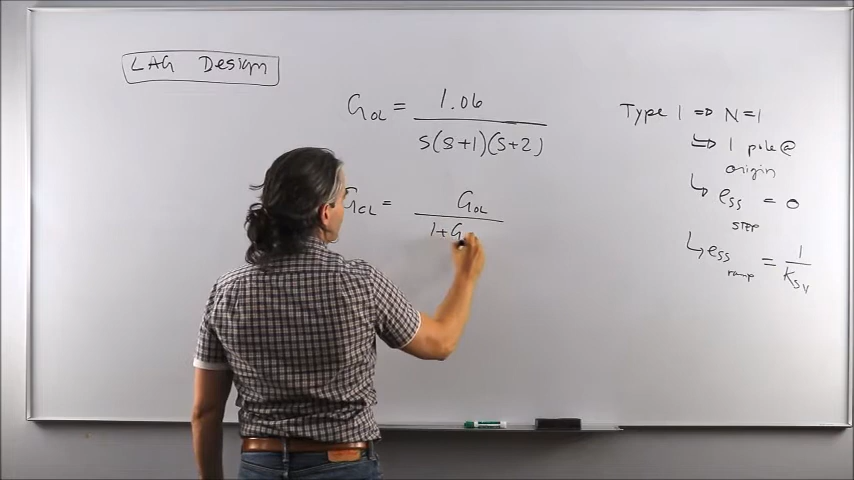 LAG Design
G_OL = 1.06 / s(s+1)(s+2)
G_CL = G_OL / 1+G
Type 1 ⇒ N=1
↳ 1 pole @
origin
↳ e_ss = 0
STEP
↳ e_ss = 1 / K_sv
ramp